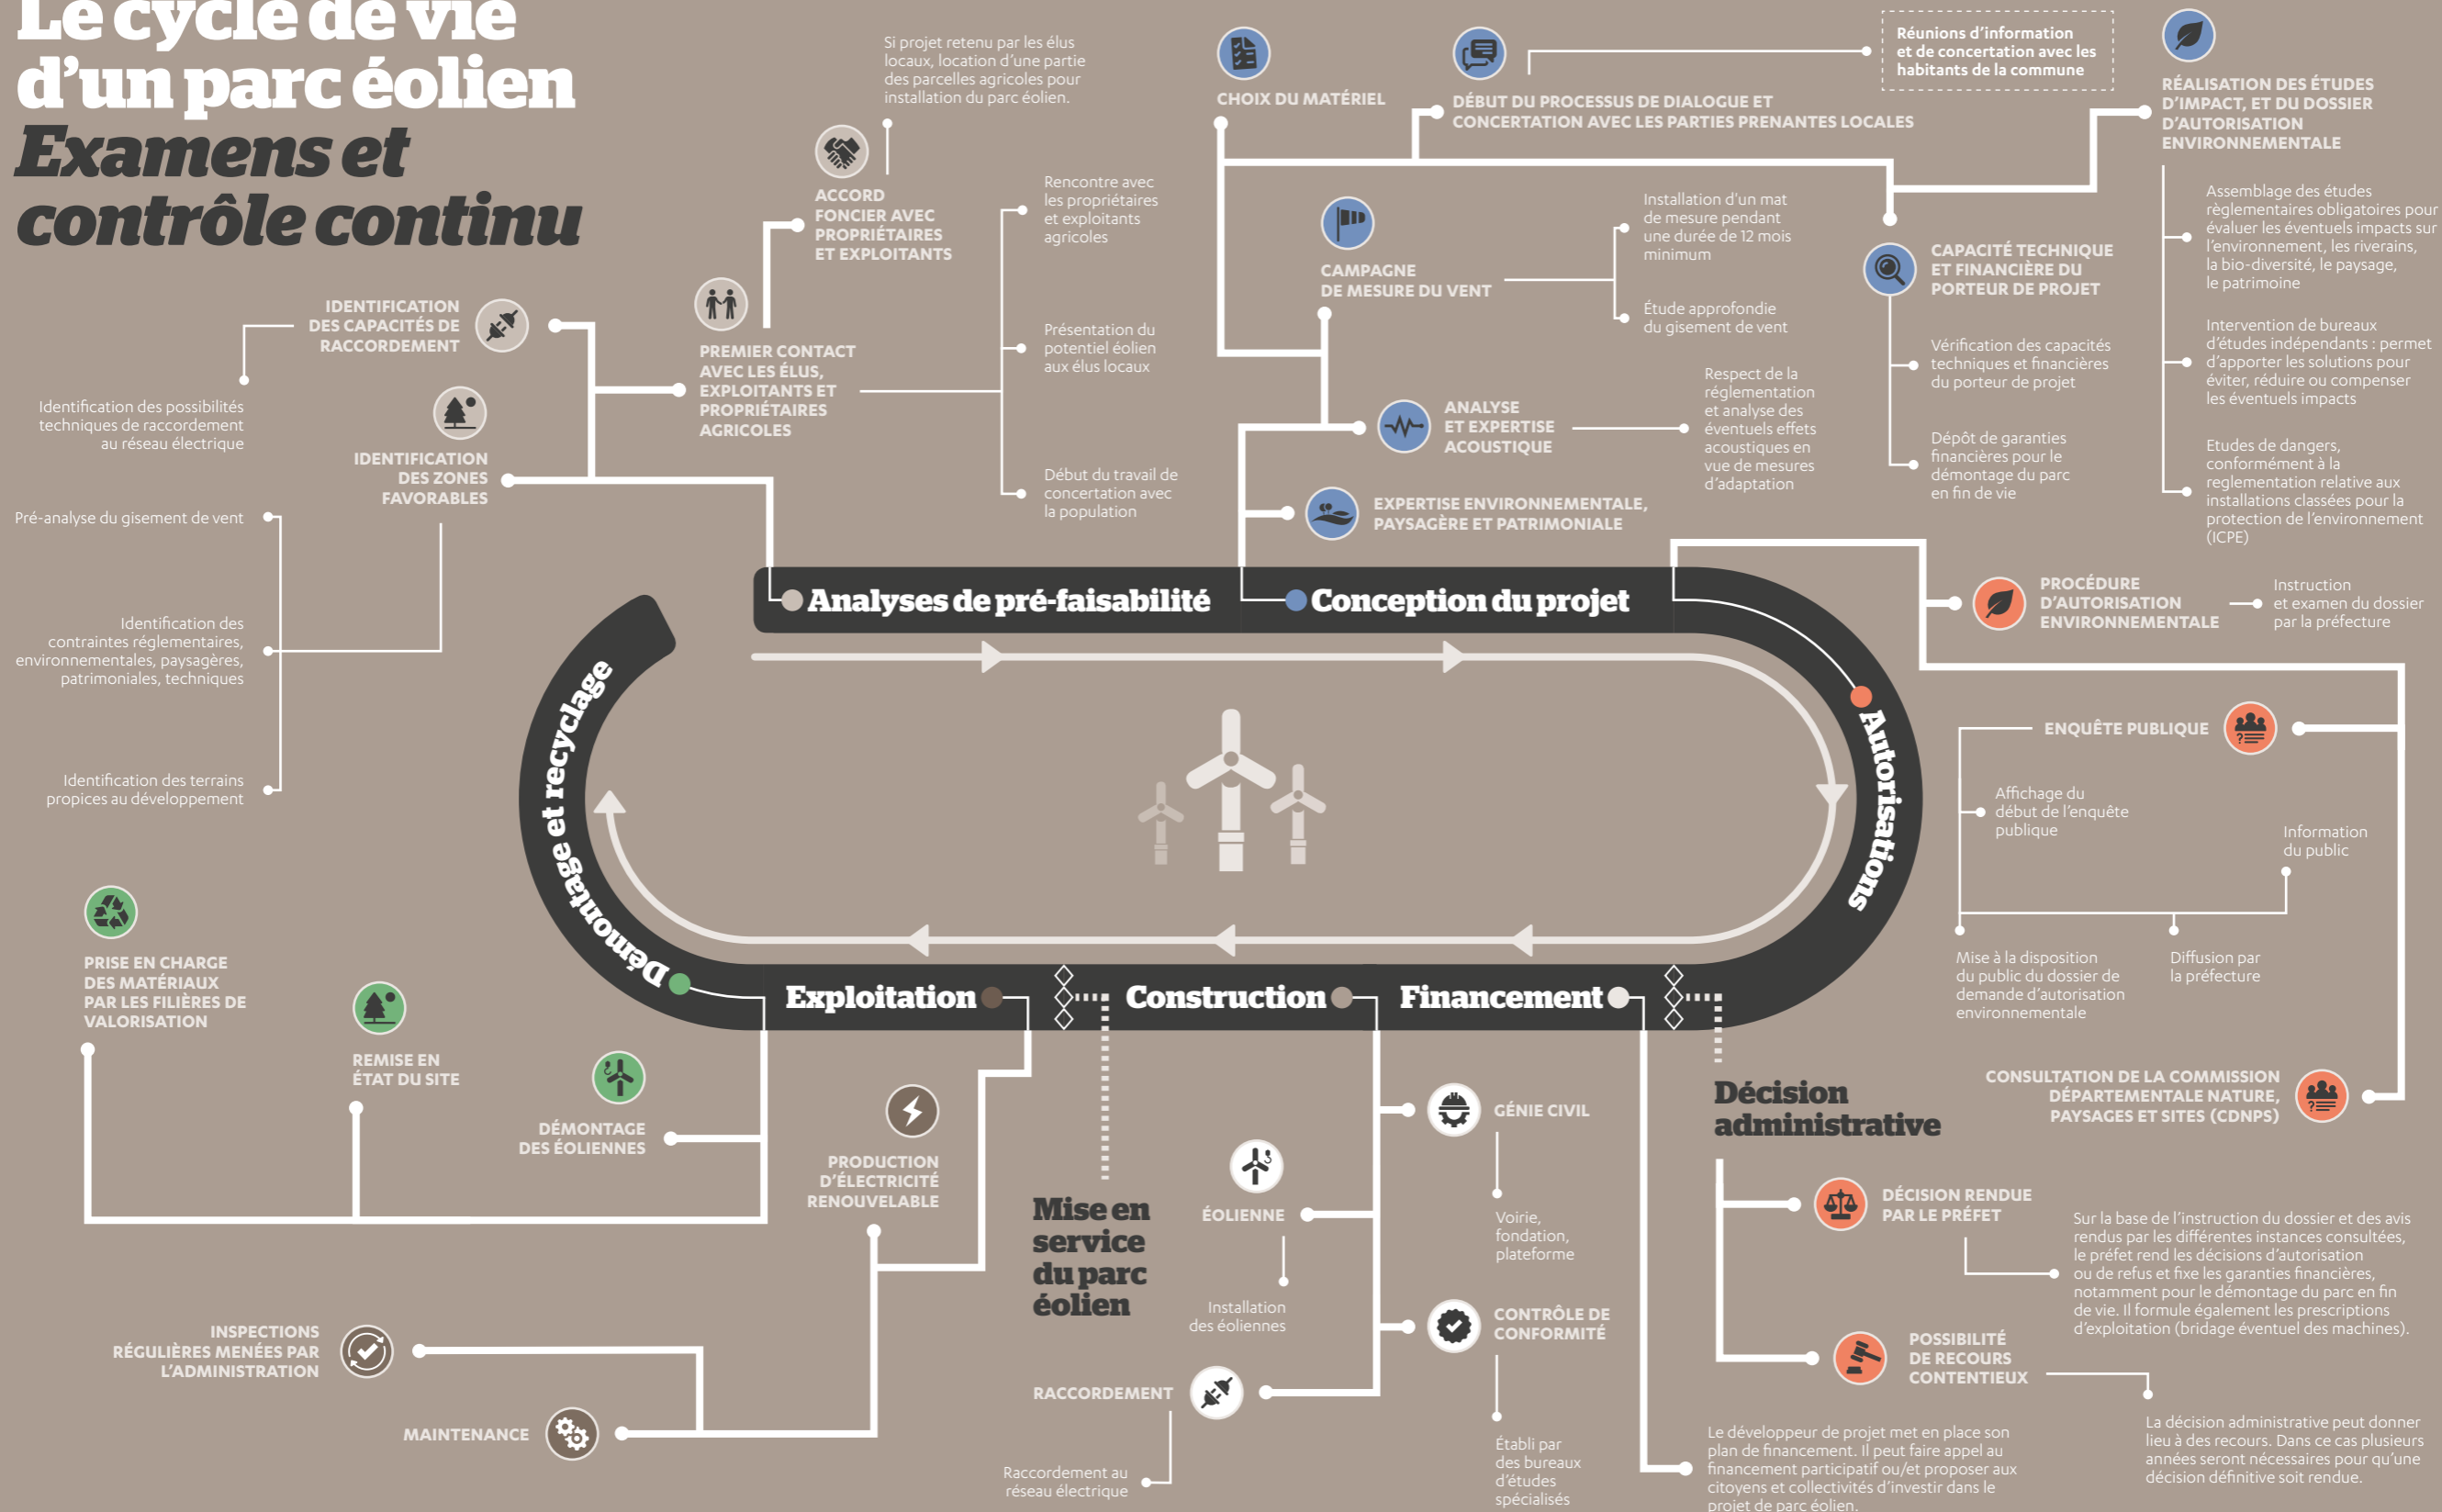 Le cycle de vie
d’un parc éolien
Examens et
contrôle continu
Si projet retenu par les élus
locaux, location d’une partie
des parcelles agricoles pour
installation du parc éolien.
ACCORD
FONCIER AVEC
PROPRIÉTAIRES
ET EXPLOITANTS
IDENTIFICATION
DES CAPACITÉS DE
RACCORDEMENT
Identification des possibilités
techniques de raccordement
au réseau électrique
IDENTIFICATION
DES ZONES
FAVORABLES
Pré-analyse du gisement de vent
Identification des
contraintes réglementaires,
environnementales, paysagères,
patrimoniales, techniques
Identification des terrains
propices au développement
PREMIER CONTACT
AVEC LES ÉLUS,
EXPLOITANTS ET
PROPRIÉTAIRES
AGRICOLES
Rencontre avec
les propriétaires
et exploitants
agricoles
Présentation du
potentiel éolien
aux élus locaux
Début du travail de
concertation avec
la population
CHOIX DU MATÉRIEL
DÉBUT DU PROCESSUS DE DIALOGUE ET
CONCERTATION AVEC LES PARTIES PRENANTES LOCALES
Réunions d’information
et de concertation avec les
habitants de la commune
RÉALISATION DES ÉTUDES
D’IMPACT, ET DU DOSSIER
D’AUTORISATION
ENVIRONNEMENTALE
Assemblage des études
règlementaires obligatoires pour
évaluer les éventuels impacts sur
l’environnement, les riverains,
la bio-diversité, le paysage,
le patrimoine
Intervention de bureaux
d’études indépendants : permet
d’apporter les solutions pour
éviter, réduire ou compenser
les éventuels impacts
Etudes de dangers,
conformément à la
reglementation relative aux
installations classées pour la
protection de l’environnement
(ICPE)
CAMPAGNE
DE MESURE DU VENT
Installation d’un mat
de mesure pendant
une durée de 12 mois
minimum
Étude approfondie
du gisement de vent
CAPACITÉ TECHNIQUE
ET FINANCIÈRE DU
PORTEUR DE PROJET
Vérification des capacités
techniques et financières
du porteur de projet
Dépôt de garanties
financières pour le
démontage du parc
en fin de vie
ANALYSE
ET EXPERTISE
ACOUSTIQUE
Respect de la
réglementation
et analyse des
éventuels effets
acoustiques en
vue de mesures
d’adaptation
EXPERTISE ENVIRONNEMENTALE,
PAYSAGÈRE ET PATRIMONIALE
Analyses de pré-faisabilité
Conception du projet
Autorisations
PROCÉDURE
D’AUTORISATION
ENVIRONNEMENTALE
Instruction
et examen du dossier
par la préfecture
ENQUÊTE PUBLIQUE
Affichage du
début de l’enquête
publique
Information
du public
Mise à la disposition
du public du dossier de
demande d’autorisation
environnementale
Diffusion par
la préfecture
CONSULTATION DE LA COMMISSION
DÉPARTEMENTALE NATURE,
PAYSAGES ET SITES (CDNPS)
Décision
administrative
DÉCISION RENDUE
PAR LE PRÉFET
Sur la base de l’instruction du dossier et des avis
rendus par les différentes instances consultées,
le préfet rend les décisions d’autorisation
ou de refus et fixe les garanties financières,
notamment pour le démontage du parc en fin
de vie. Il formule également les prescriptions
d’exploitation (bridage éventuel des machines).
POSSIBILITÉ
DE RECOURS
CONTENTIEUX
La décision administrative peut donner
lieu à des recours. Dans ce cas plusieurs
années seront nécessaires pour qu’une
décision définitive soit rendue.
Financement
Le développeur de projet met en place son
plan de financement. Il peut faire appel au
financement participatif ou/et proposer aux
citoyens et collectivités d’investir dans le
projet de parc éolien.
Construction
GÉNIE CIVIL
Voirie,
fondation,
plateforme
ÉOLIENNE
Installation
des éoliennes
CONTRÔLE DE
CONFORMITÉ
Établi par
des bureaux
d’études
spécialisés
RACCORDEMENT
Raccordement au
réseau électrique
Mise en
service
du parc
éolien
Exploitation
PRODUCTION
D’ÉLECTRICITÉ
RENOUVELABLE
INSPECTIONS
RÉGULIÈRES MENÉES PAR
L’ADMINISTRATION
MAINTENANCE
Démontage et recyclage
DÉMONTAGE
DES ÉOLIENNES
REMISE EN
ÉTAT DU SITE
PRISE EN CHARGE
DES MATÉRIAUX
PAR LES FILIÈRES DE
VALORISATION